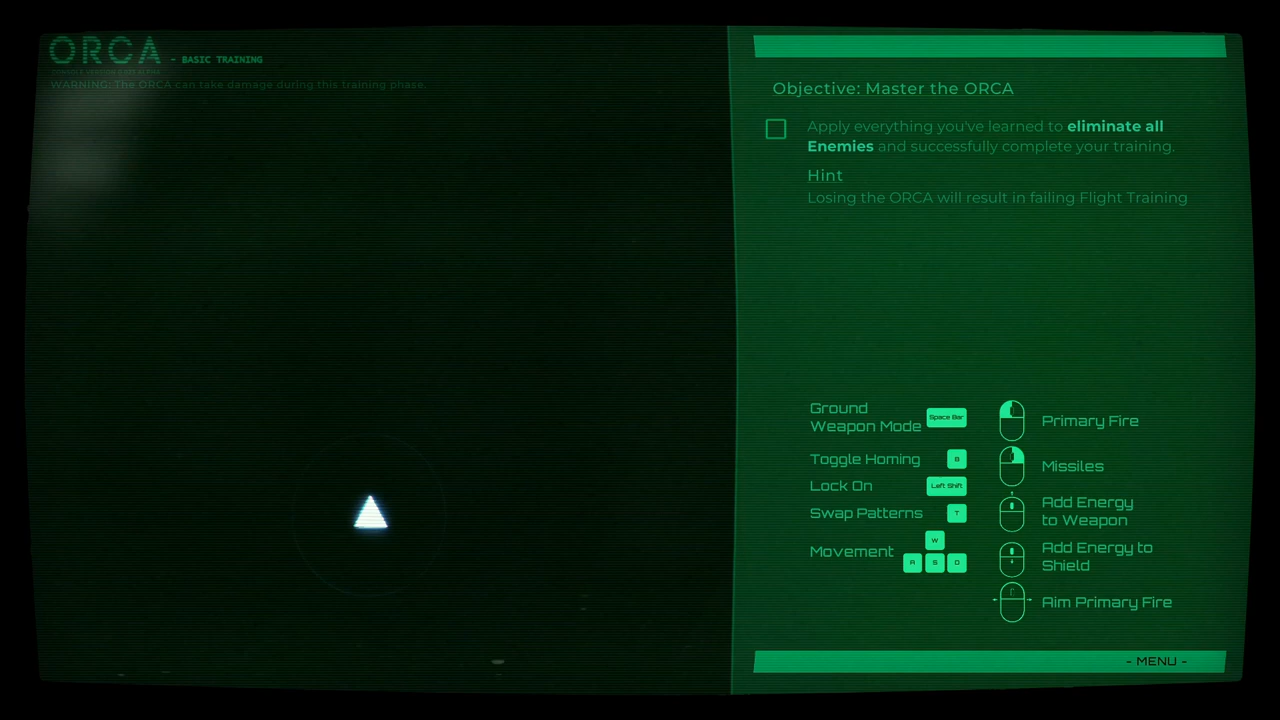 ORCA - BASIC TRAINING
WARNING: The ORCA can take damage during this training phase.
Objective: Master the ORCA
Apply everything you've learned to eliminate all
Enemies and successfully complete your training.
Hint
Losing the ORCA will result in failing Flight Training
Ground
Weapon Mode
Space Bar
Primary Fire
Toggle Homing
B
Missiles
Lock On
Left Shift
Swap Patterns
T
Add Energy
to Weapon
Movement
W
A S D
Add Energy to
Shield
Aim Primary Fire
- MENU -